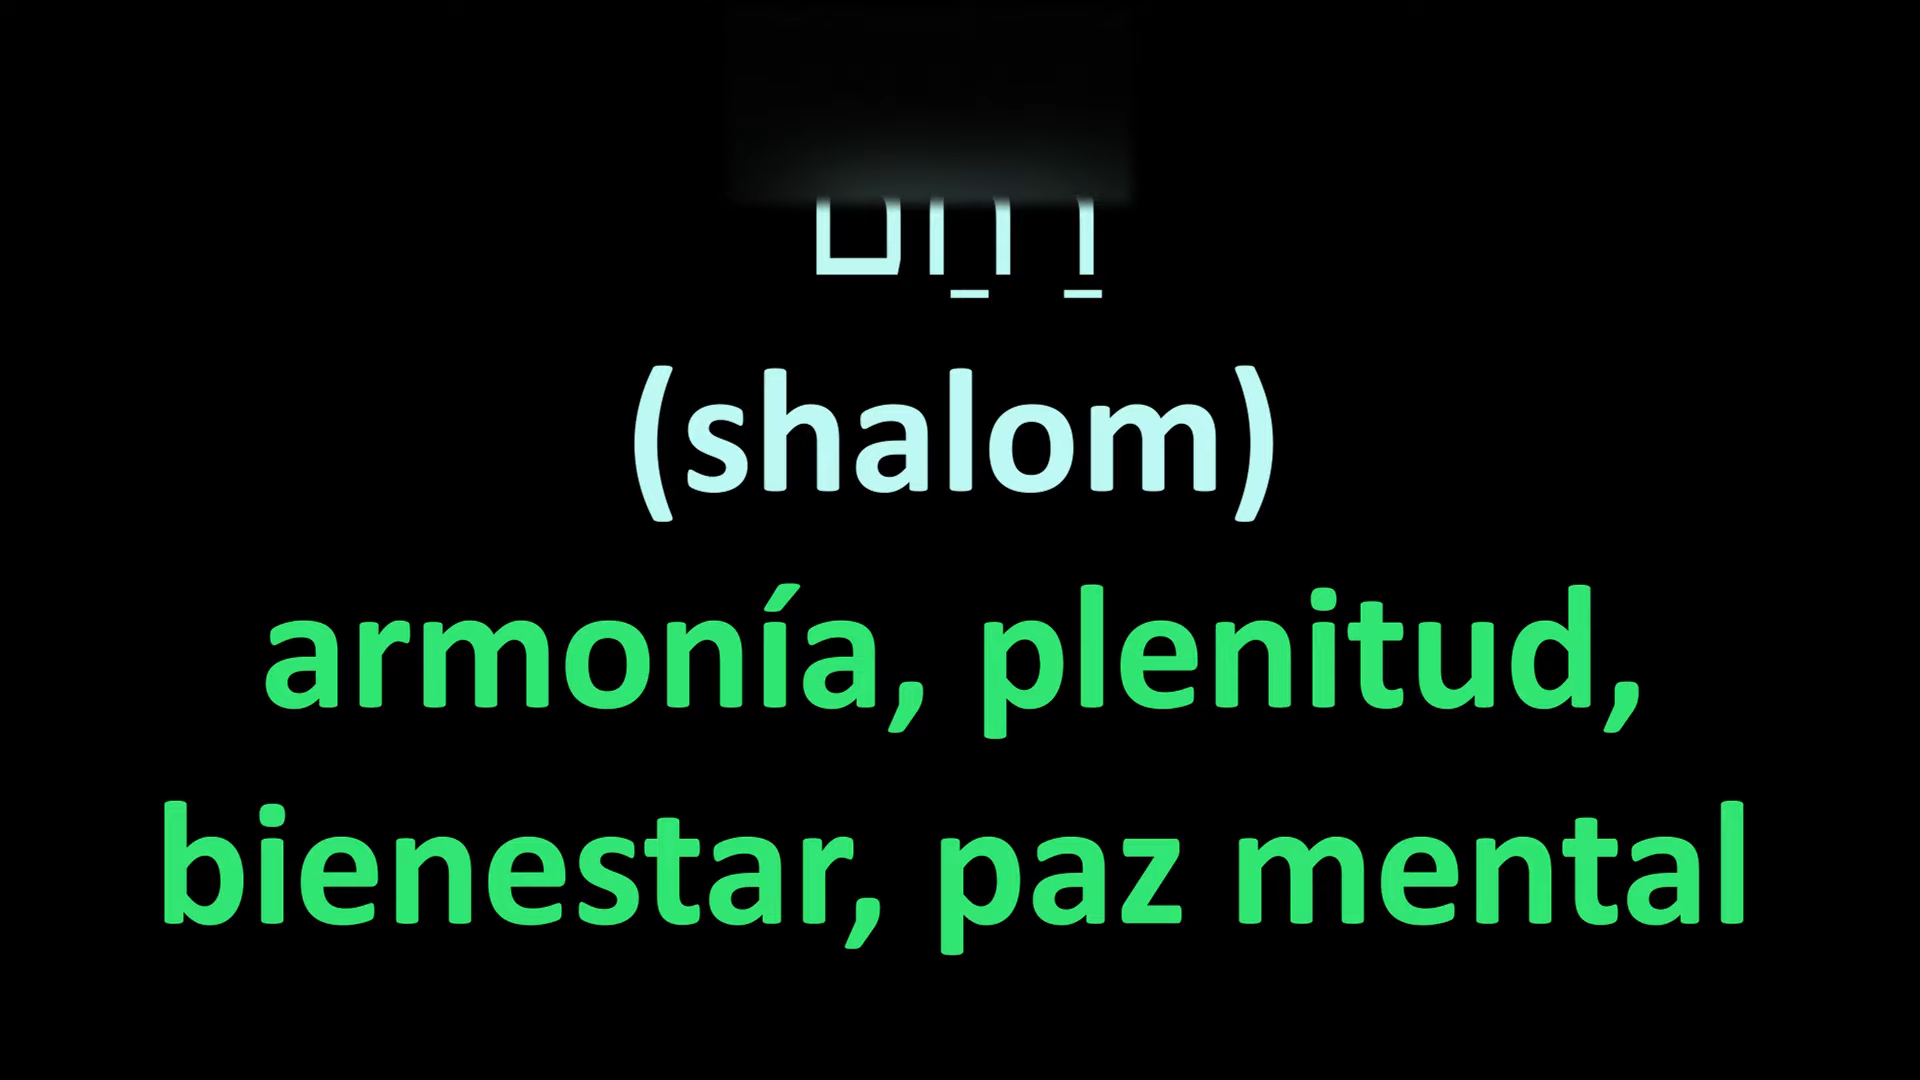 (shalom)
armonía, plenitud,
bienestar, paz mental